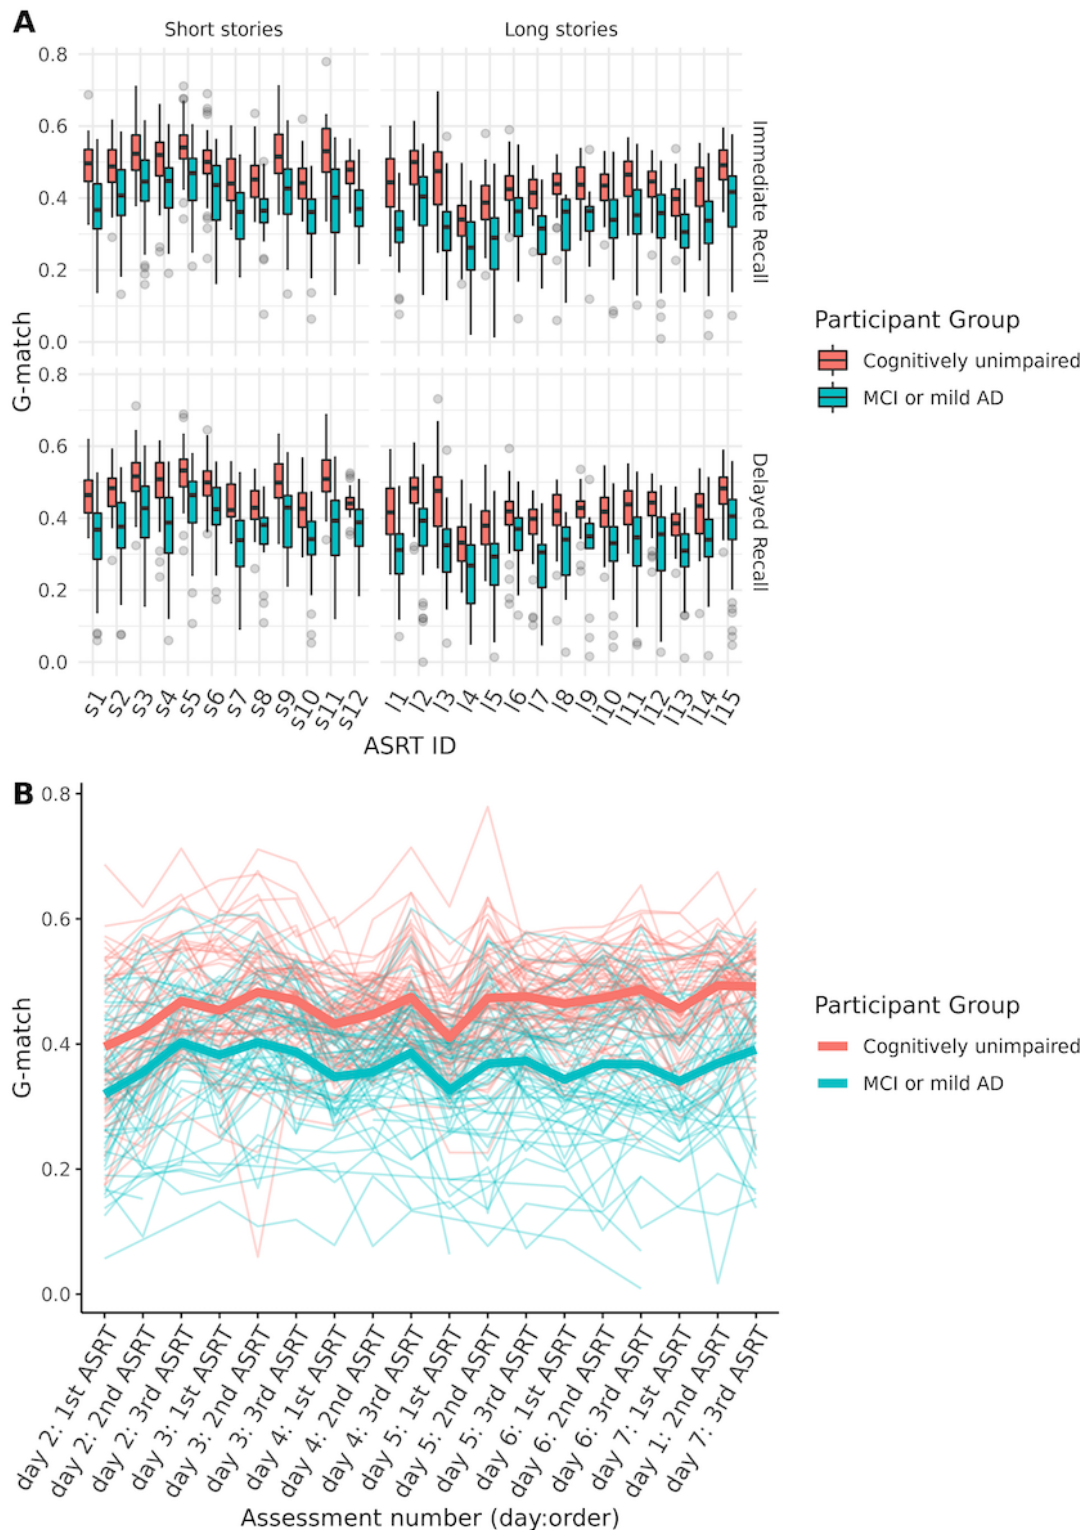 A
Short stories
Long stories
0.8
0.6
0.4
0.2
0.0
Immediate Recall
0.8
0.6
0.4
0.2
0.0
Delayed Recall
G-match
s1
s2
s3
s4
s5
s6
s7
s8
s9
s10
s11
s12
l1
l2
l3
l4
l5
l6
l7
l8
l9
l10
l11
l12
l13
l14
l15
ASRT ID
Participant Group
Cognitively unimpaired
MCI or mild AD
B
0.8
0.6
0.4
0.2
0.0
G-match
day 2: 1st ASRT
day 2: 2nd ASRT
day 2: 3rd ASRT
day 3: 1st ASRT
day 3: 2nd ASRT
day 3: 3rd ASRT
day 4: 1st ASRT
day 4: 2nd ASRT
day 4: 3rd ASRT
day 5: 1st ASRT
day 5: 2nd ASRT
day 5: 3rd ASRT
day 6: 1st ASRT
day 6: 2nd ASRT
day 6: 3rd ASRT
day 7: 1st ASRT
day 1: 2nd ASRT
day 7: 3rd ASRT
Assessment number (day:order)
Participant Group
Cognitively unimpaired
MCI or mild AD